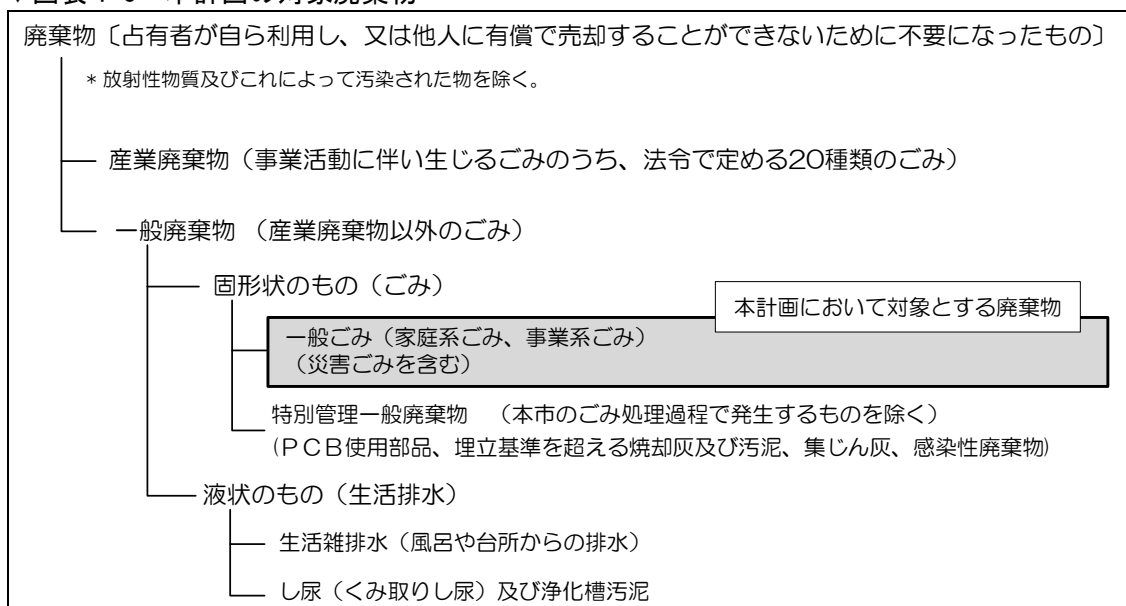 廃棄物〔占有者が自ら利用し、又は他人に有償で売却することができないために不要になったもの〕
＊放射性物質及びこれによって汚染された物を除く。
産業廃棄物（事業活動に伴い生じるごみのうち、法令で定める20種類のごみ）
一般廃棄物 （産業廃棄物以外のごみ）
固形状のもの（ごみ）
本計画において対象とする廃棄物
一般ごみ（家庭系ごみ、事業系ごみ）
（災害ごみを含む）
特別管理一般廃棄物 （本市のごみ処理過程で発生するものを除く）
(ＰＣＢ使用部品、埋立基準を超える焼却灰及び汚泥、集じん灰、感染性廃棄物)
液状のもの（生活排水）
生活雑排水（風呂や台所からの排水）
し尿（くみ取りし尿）及び浄化槽汚泥